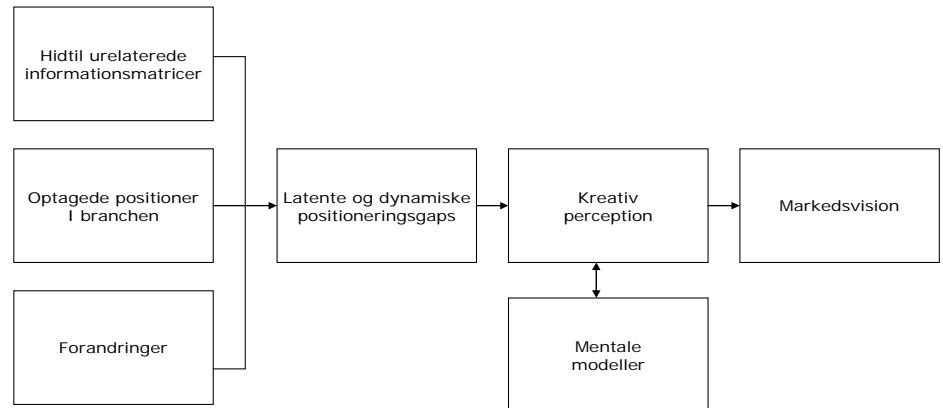 Hidtil urelaterede
informationsmatricer
Optagede positioner
I branchen
Latente og dynamiske
positioneringsgaps
Kreativ
perception
Markedsvision
Forandringer
Mentale
modeller